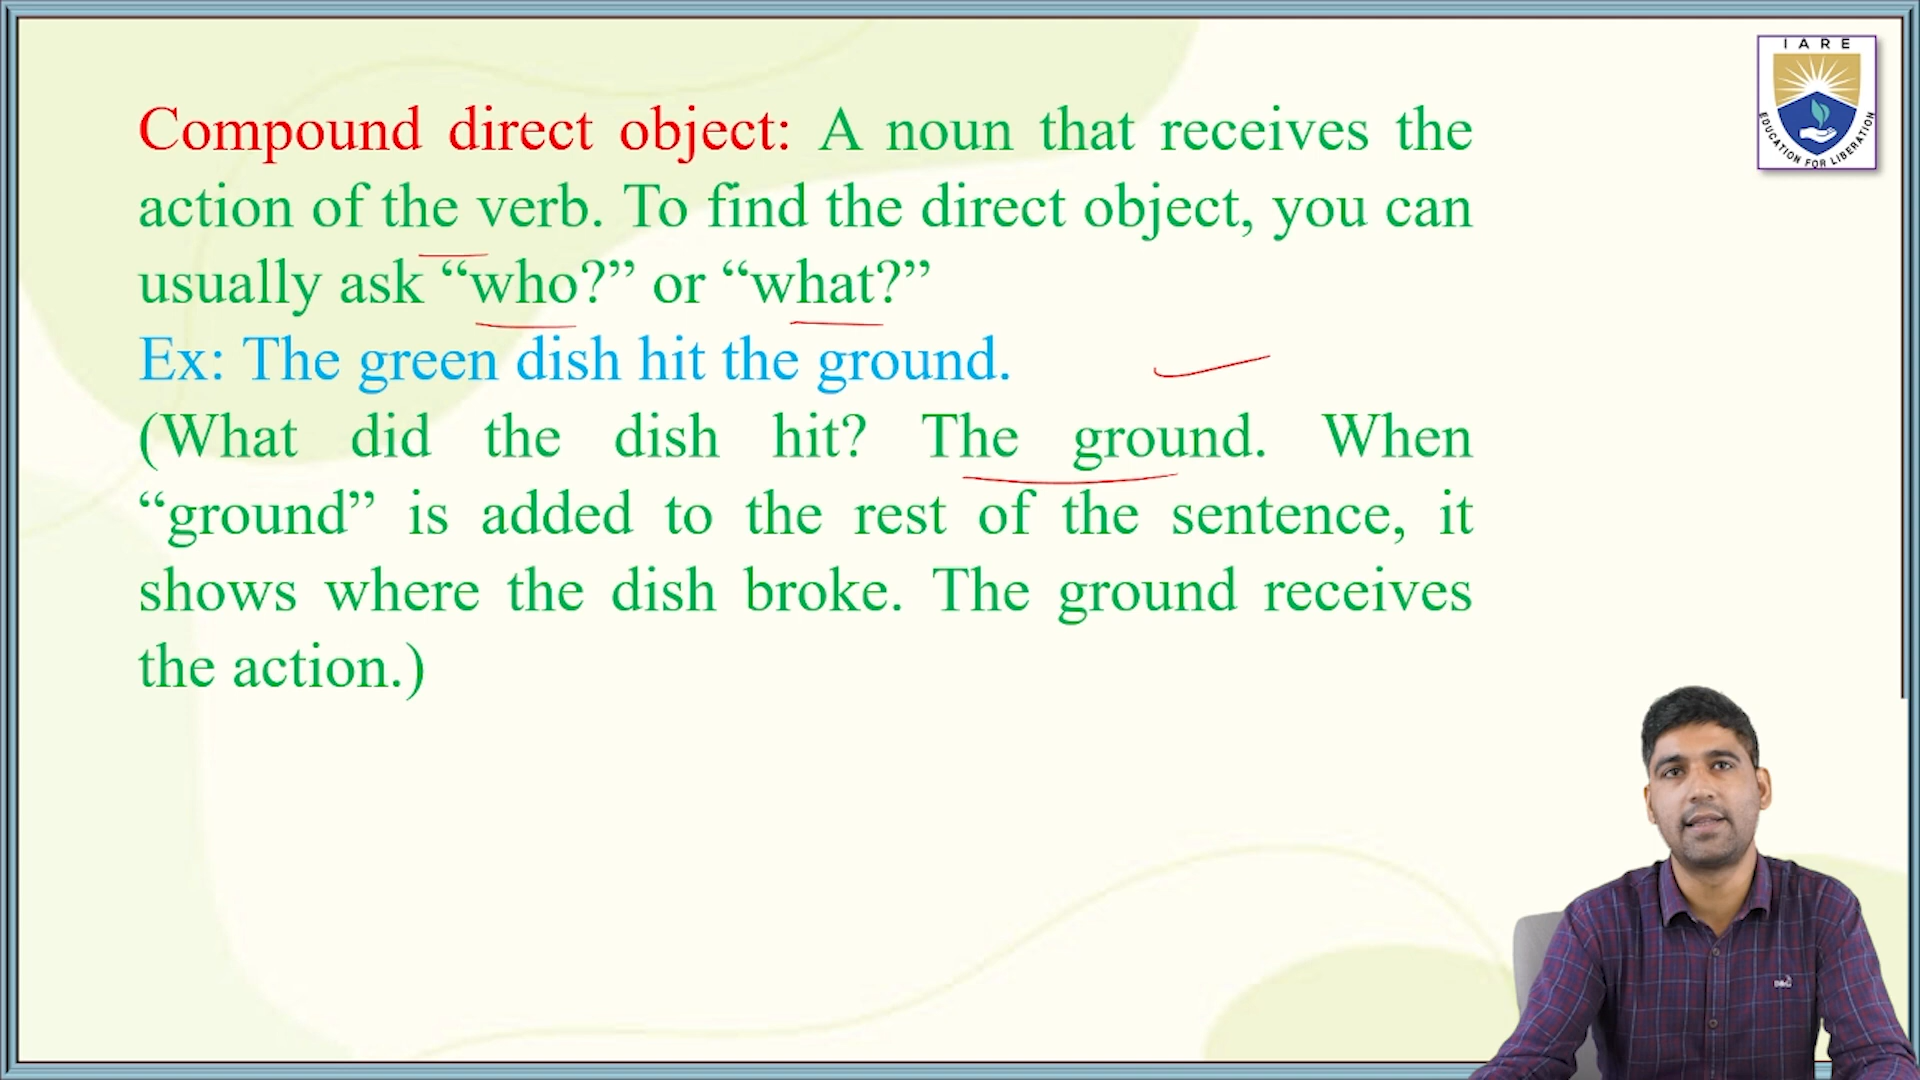 IARE
EDUCATION FOR LIBERATION
Compound direct object: A noun that receives the
action of the verb. To find the direct object, you can
usually ask “who?” or “what?”
Ex: The green dish hit the ground.
(What did the dish hit? The ground. When
“ground” is added to the rest of the sentence, it
shows where the dish broke. The ground receives
the action.)